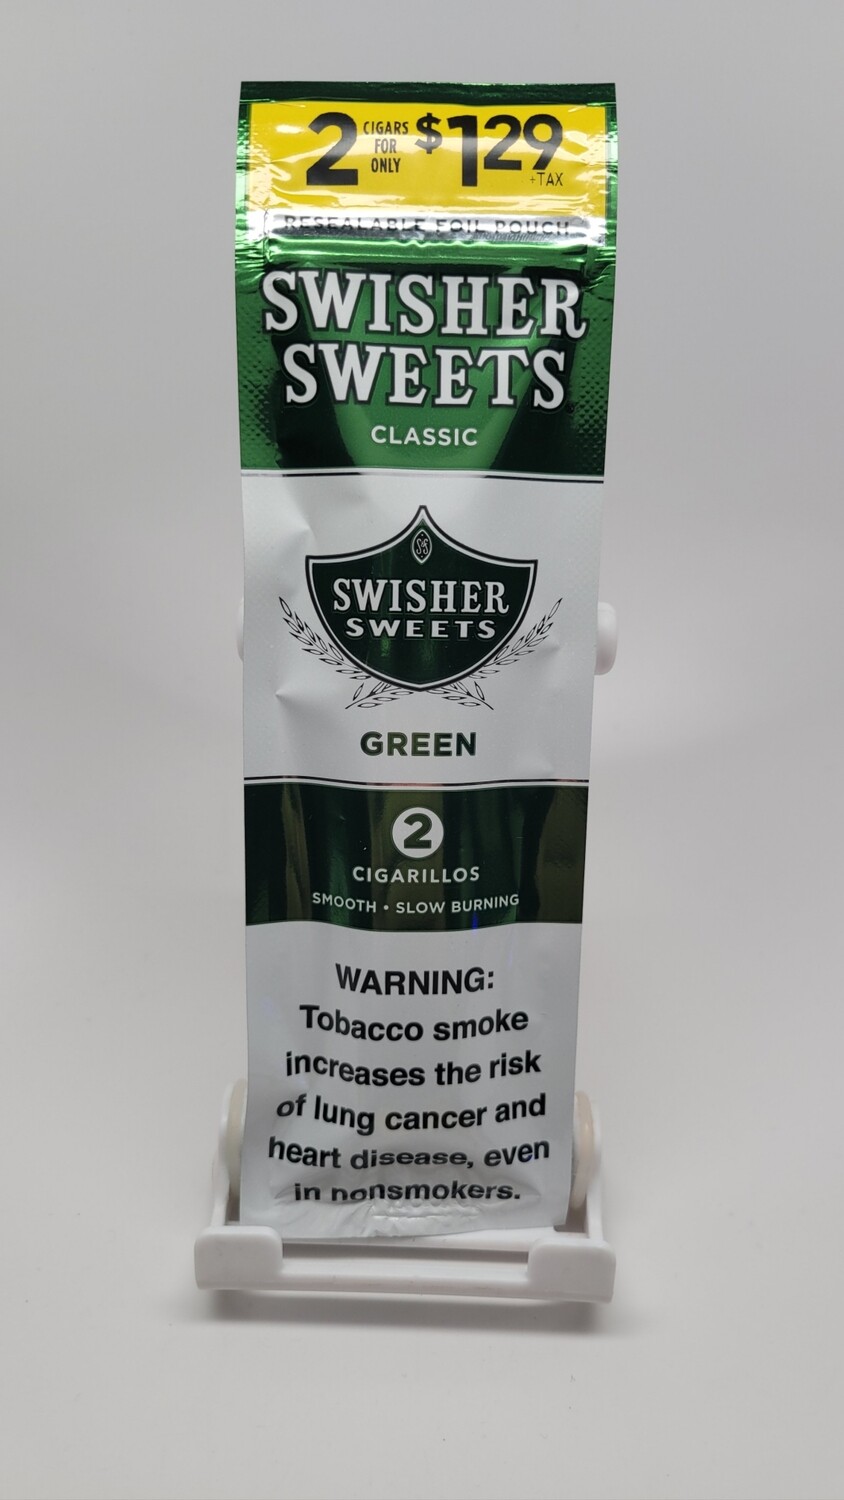 2 CIGARS FOR ONLY $1.29
+TAX
RESEALABLE FOIL POUCH
SWISHER
SWEETS
CLASSIC
SWISHER
SWEETS
GREEN
2
CIGARILLOS
SMOOTH • SLOW BURNING
WARNING:
Tobacco smoke
increases the risk
of lung cancer and
heart disease, even
in nonsmokers.